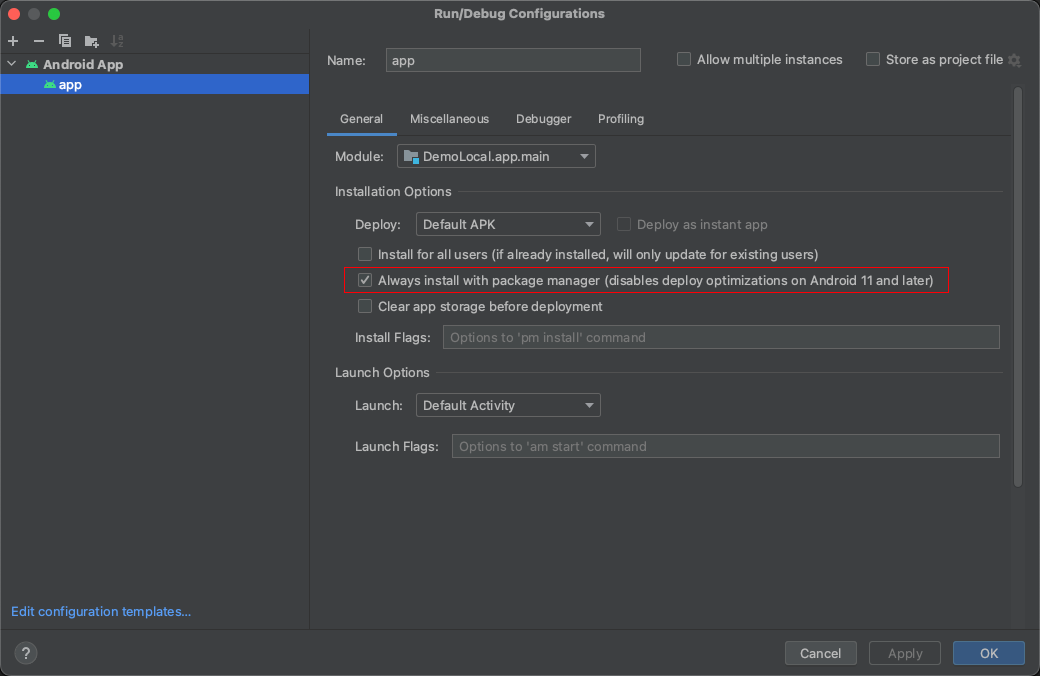 Run/Debug Configurations
Android App
app
Name: app
Allow multiple instances
Store as project file
General Miscellaneous Debugger Profiling
Module: DemoLocal.app.main
Installation Options
Deploy: Default APK
Deploy as instant app
Install for all users (if already installed, will only update for existing users)
Always install with package manager (disables deploy optimizations on Android 11 and later)
Clear app storage before deployment
Install Flags: Options to 'pm install' command
Launch Options
Launch: Default Activity
Launch Flags: Options to 'am start' command
Edit configuration templates...
? Cancel Apply OK